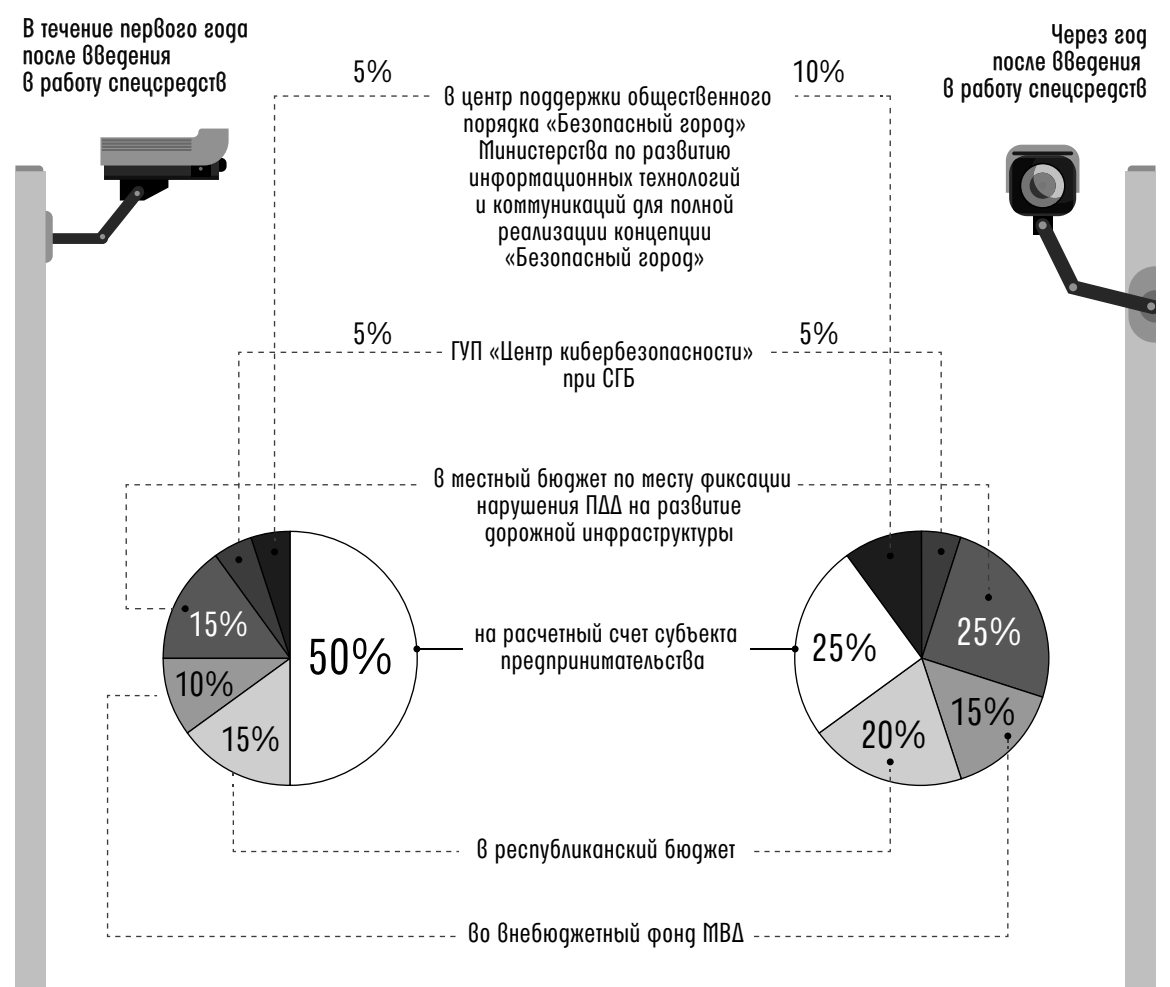 В течение первого года
после введения
в работу спецсредств
Через год
после введения
в работу спецсредств
5%
10%
в центр поддержки общественного
порядка «Безопасный город»
Министерства по развитию
информационных технологий
и коммуникаций для полной
реализации концепции
«Безопасный город»
5%
5%
ГУП «Центр кибербезопасности»
при СГБ
в местный бюджет по месту фиксации
нарушения ПДД на развитие
дорожной инфраструктуры
15%
50%
10%
15%
на расчетный счет субъекта
предпринимательства
25%
25%
15%
20%
в республиканский бюджет
во внебюджетный фонд МВД